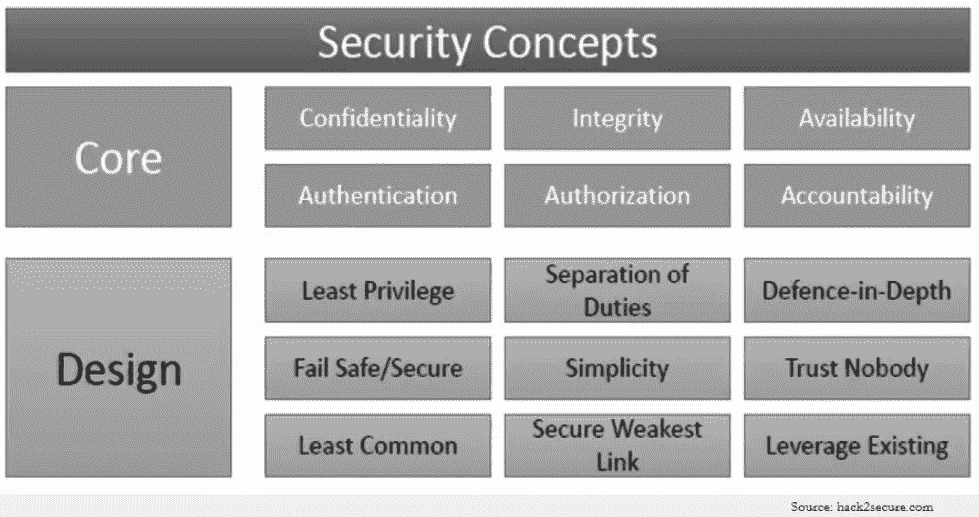 Security Concepts
Core
Confidentiality
Integrity
Availability
Authentication
Authorization
Accountability
Design
Least Privilege
Separation of
Duties
Defence-in-Depth
Fail Safe/Secure
Simplicity
Trust Nobody
Least Common
Secure Weakest
Link
Leverage Existing
Source: hack2secure.com